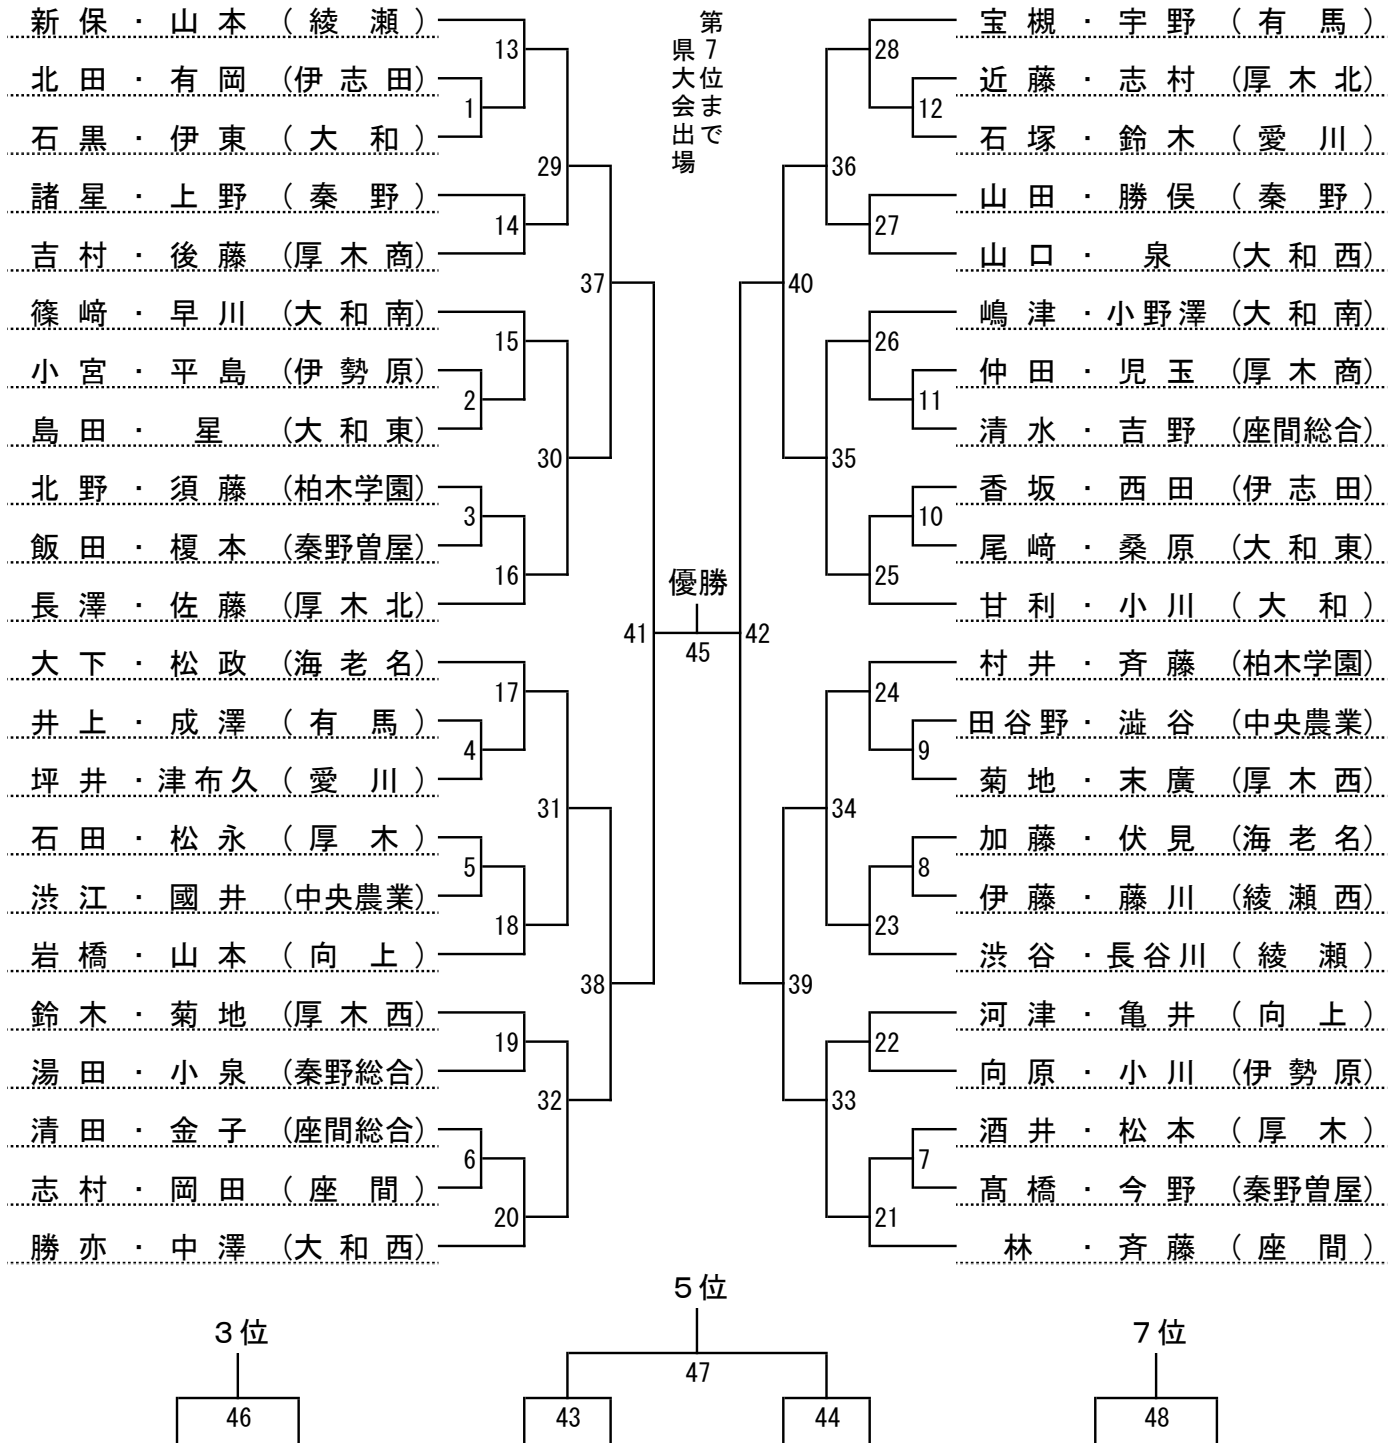 新保・山本（綾瀬）
13
北田・有岡（伊志田）
1
石黒・伊東（大和）
29
諸星・上野（秦野）
14
吉村・後藤（厚木商）
37
篠﨑・早川（大和南）
15
小宮・平島（伊勢原）
2
島田・星（大和東）
30
北野・須藤（柏木学園）
3
飯田・榎本（秦野曽屋）
16
長澤・佐藤（厚木北）
41
大下・松政（海老名）
17
井上・成澤（有馬）
4
坪井・津布久（愛川）
31
石田・松永（厚木）
5
渋江・國井（中央農業）
18
岩橋・山本（向上）
38
鈴木・菊地（厚木西）
19
湯田・小泉（秦野総合）
32
清田・金子（座間総合）
6
志村・岡田（座間）
20
勝亦・中澤（大和西）
第7位まで
県大会出場
優勝
45
宝槻・宇野（有馬）
28
近藤・志村（厚木北）
12
石塚・鈴木（愛川）
36
山田・勝俣（秦野）
27
山口・泉（大和西）
40
嶋津・小野澤（大和南）
26
仲田・児玉（厚木商）
11
清水・吉野（座間総合）
35
香坂・西田（伊志田）
10
尾﨑・桑原（大和東）
25
甘利・小川（大和）
42
村井・斉藤（柏木学園）
24
田谷野・澁谷（中央農業）
9
菊地・末廣（厚木西）
34
加藤・伏見（海老名）
8
伊藤・藤川（綾瀬西）
23
渋谷・長谷川（綾瀬）
39
河津・亀井（向上）
22
向原・小川（伊勢原）
33
酒井・松本（厚木）
7
髙橋・今野（秦野曽屋）
21
林・斉藤（座間）
3位
46
5位
47
43
44
7位
48